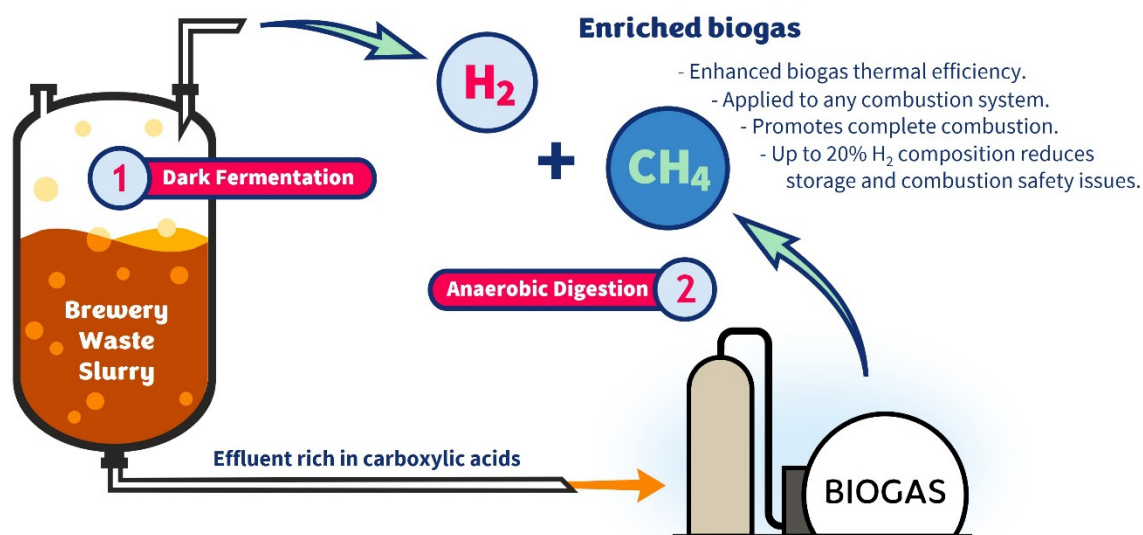 Enriched biogas
H₂
- Enhanced biogas thermal efficiency.
- Applied to any combustion system.
- Promotes complete combustion.
- Up to 20% H₂ composition reduces
storage and combustion safety issues.
+
CH₄
1 Dark Fermentation
Anaerobic Digestion 2
Brewery
Waste
Slurry
Effluent rich in carboxylic acids
BIOGAS